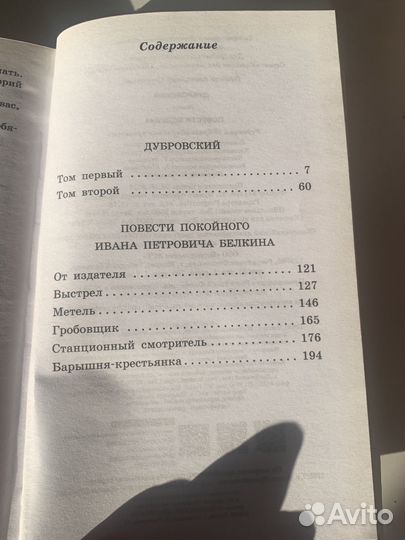 Содержание
ДУБРОВСКИЙ
Том первый . . . . . . . . . . . . . . . . . . . . 7
Том второй . . . . . . . . . . . . . . . . . . . . 60
ПОВЕСТИ ПОКОЙНОГО
ИВАНА ПЕТРОВИЧА БЕЛКИНА
От издателя . . . . . . . . . . . . . . . . . . . 121
Выстрел . . . . . . . . . . . . . . . . . . . . . . 127
Метель . . . . . . . . . . . . . . . . . . . . . . . 146
Гробовщик . . . . . . . . . . . . . . . . . . . . 165
Станционный смотритель . . . . . . . . . 176
Барышня-крестьянка . . . . . . . . . . . . 194
Avito